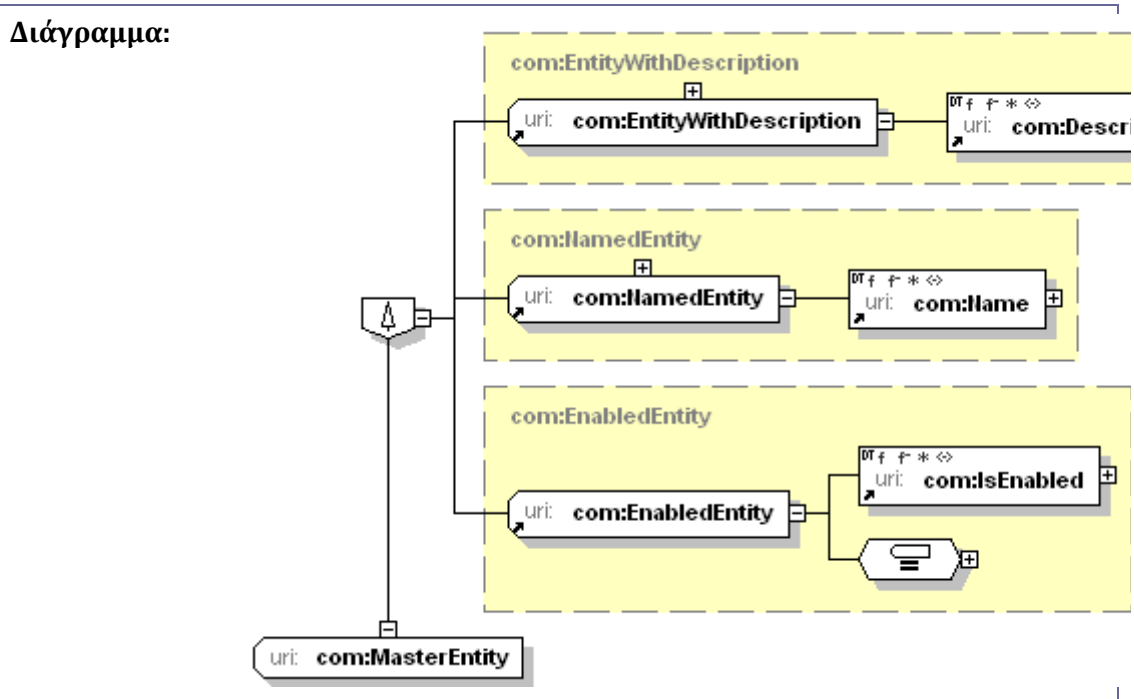 Διάγραμμα:
com:EntityWithDescription
uri: com:EntityWithDescription
uri: com:Descri
com:NamedEntity
uri: com:NamedEntity
uri: com:Name
com:EnabledEntity
uri: com:IsEnabled
uri: com:EnabledEntity
uri: com:MasterEntity